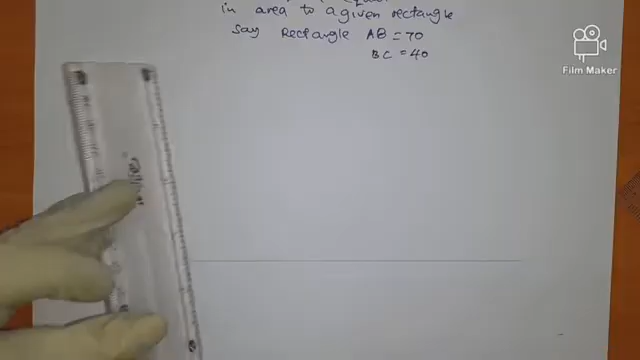 in area to a given rectangle
say Rectangle AB = 70
BC = 40
Film Maker